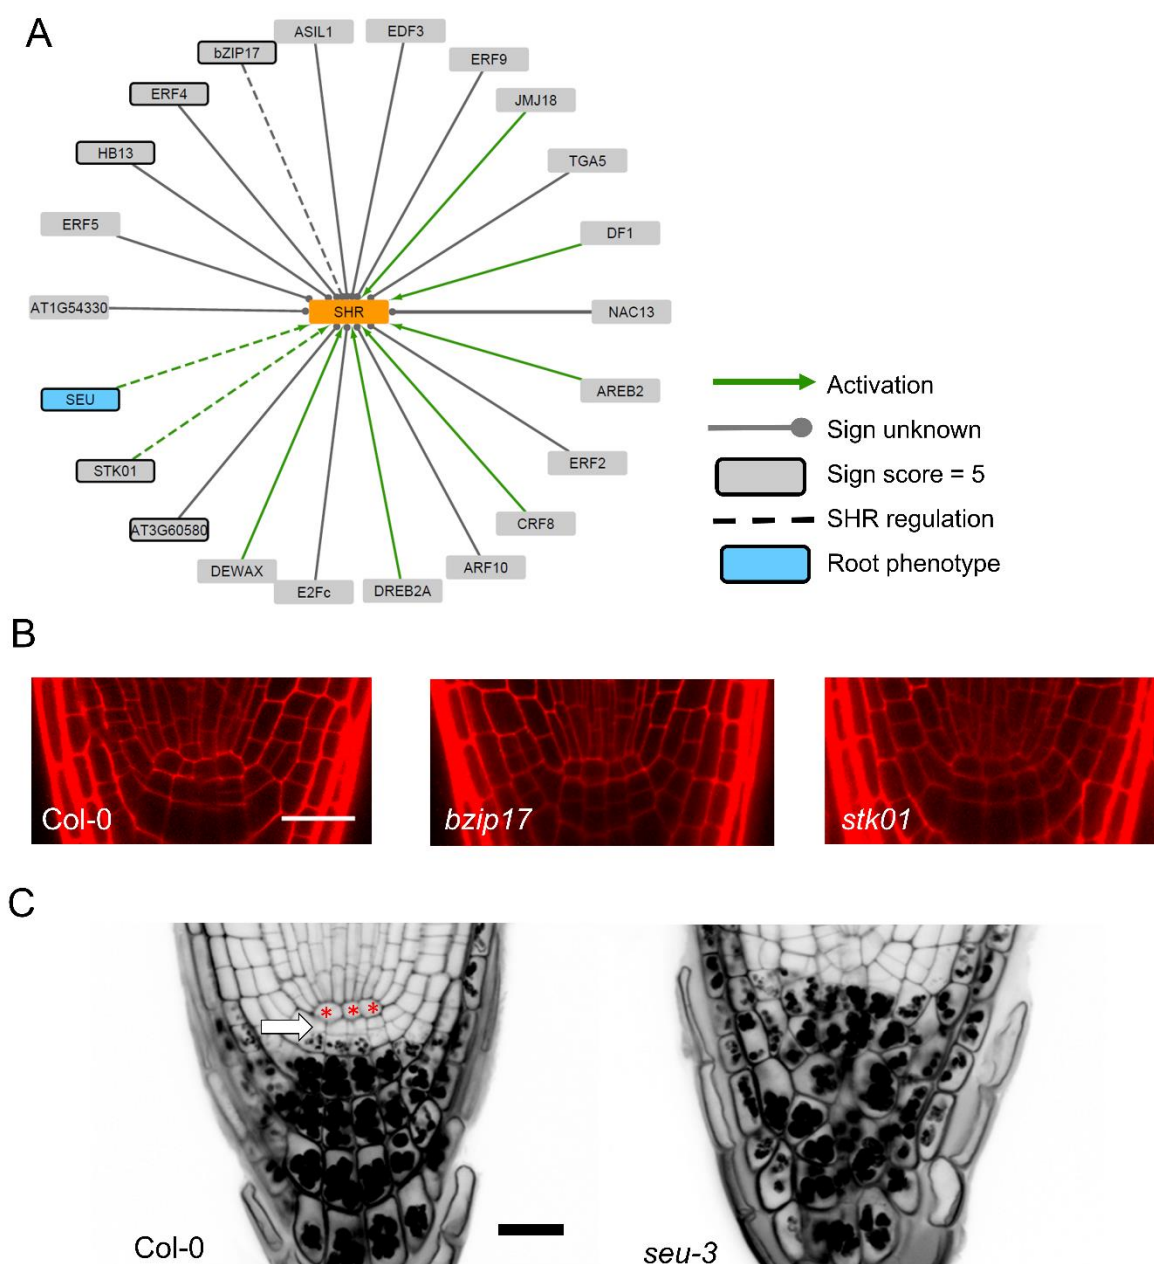 A
ASIL1
EDF3
bZIP17
ERF9
ERF4
JMJ18
HB13
TGA5
ERF5
DF1
AT1G54330
SHR
NAC13
SEU
AREB2
STK01
ERF2
AT3G60580
CRF8
DEWAX
E2Fc
DREB2A
ARF10
Activation
Sign unknown
Sign score = 5
SHR regulation
Root phenotype
B
Col-0
bzip17
stk01
C
* * *
Col-0
seu-3